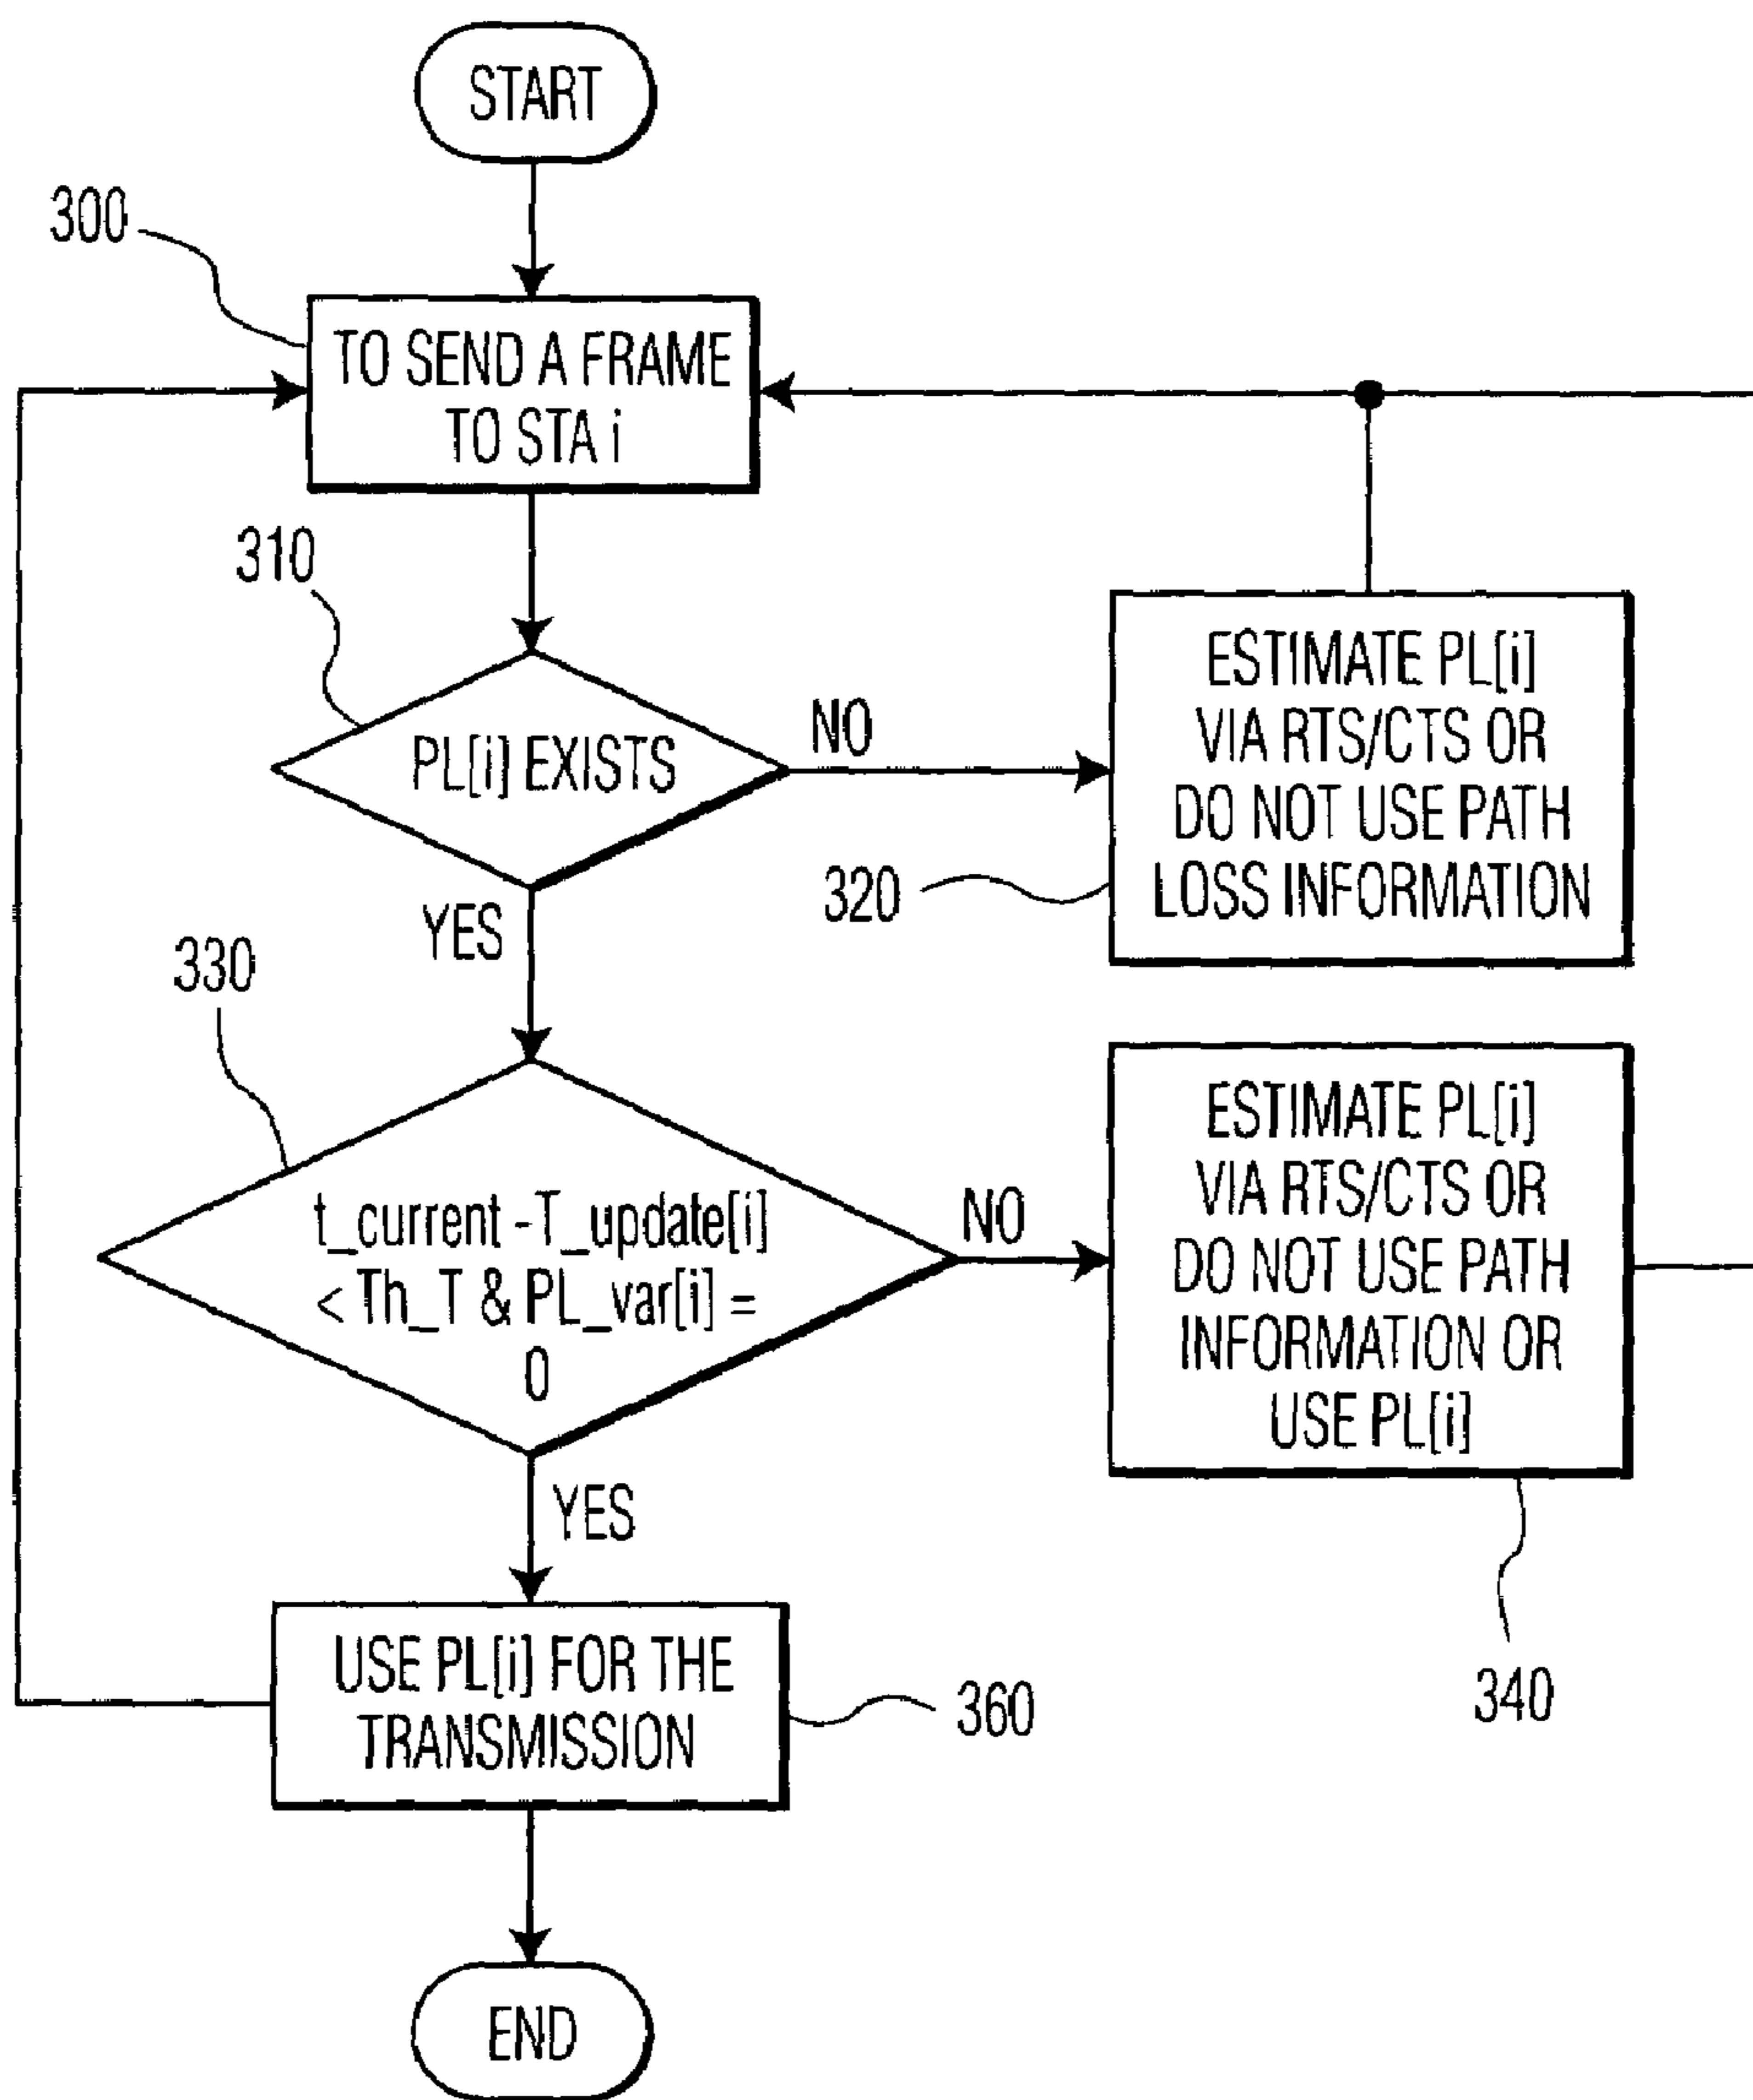 START
300
TO SEND A FRAME
TO STA i
310
PL[i] EXISTS
NO
ESTIMATE PL[i]
VIA RTS/CTS OR
DO NOT USE PATH
LOSS INFORMATION
320
YES
330
t_current -T_update[i]
< Th_T & PL_var[i] =
0
NO
ESTIMATE PL[i]
VIA RTS/CTS OR
DO NOT USE PATH
INFORMATION OR
USE PL[i]
340
YES
USE PL[i] FOR THE
TRANSMISSION
360
END